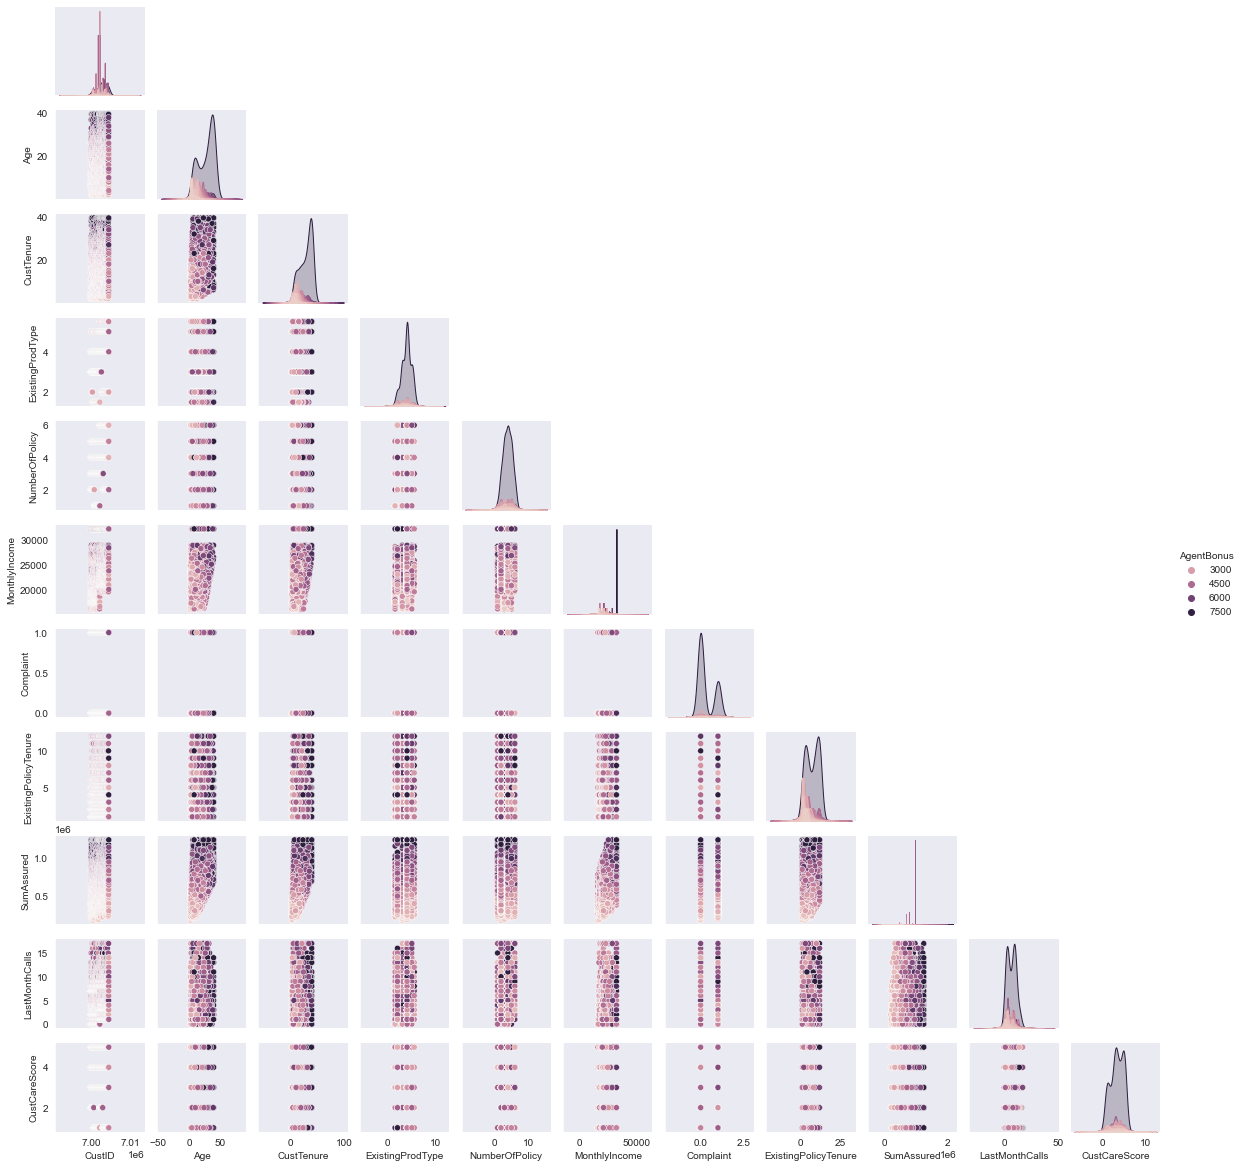 40
20
Age
40
20
CustTenure
4
2
ExistingProdType
6
4
2
NumberOfPolicy
30000
25000
20000
MonthlyIncome
AgentBonus
3000
4500
6000
7500
1.0
0.5
0.0
Complaint
10
5
ExistingPolicyTenure
1e6
1.0
0.5
SumAssured
15
10
5
0
LastMonthCalls
4
2
CustCareScore
7.00 7.01 −50 0 50 0 100 0 10 0 10 0 50000 0.0 2.5 0 25 0 2 0 50 0 10
CustID 1e6 Age CustTenure ExistingProdType NumberOfPolicy MonthlyIncome Complaint ExistingPolicyTenure SumAssured 1e6 LastMonthCalls CustCareScore